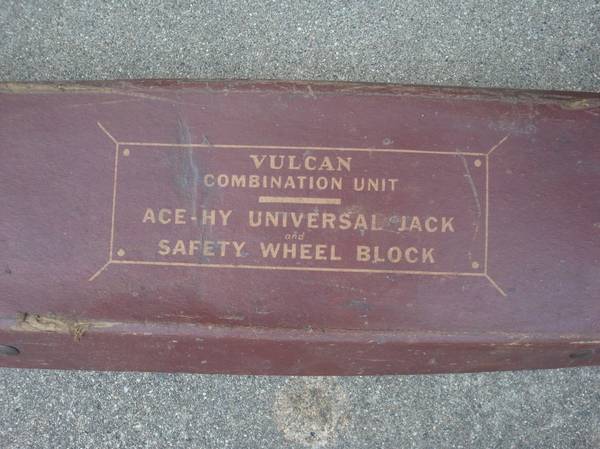 VULCAN
COMBINATION UNIT
ACE-HY UNIVERSAL JACK
and
SAFETY WHEEL BLOCK